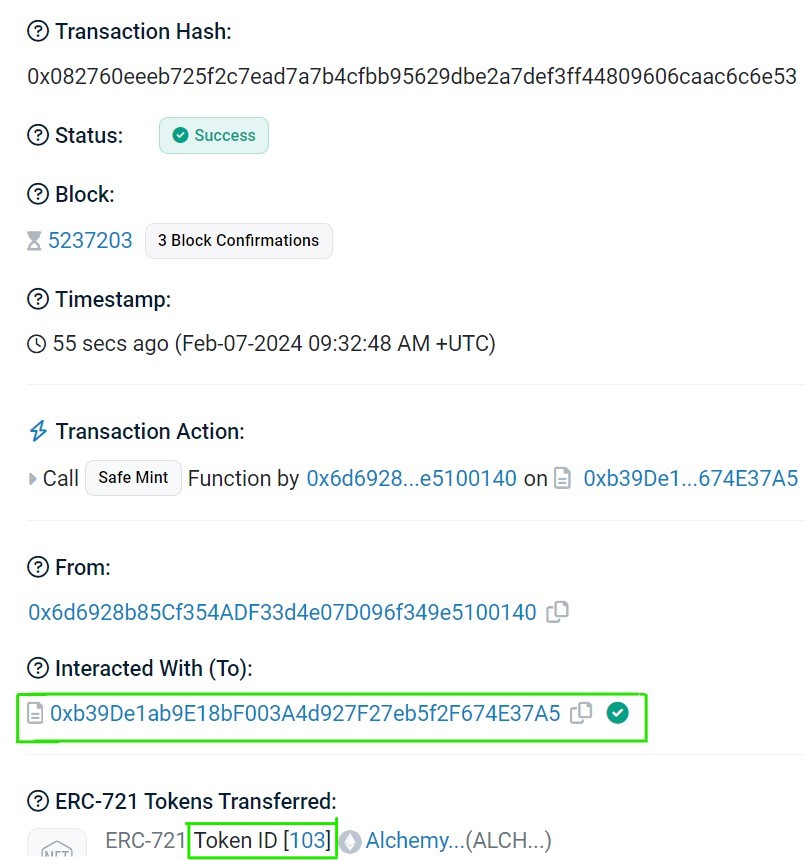 Transaction Hash:
0x082760eeeb725f2c7ead7a7b4cfbb95629dbe2a7def3ff44809606caac6c6e53
Status: Success
Block:
5237203 3 Block Confirmations
Timestamp:
55 secs ago (Feb-07-2024 09:32:48 AM +UTC)
Transaction Action:
Call Safe Mint Function by 0x6d6928...e5100140 on 0xb39De1...674E37A5
From:
0x6d6928b85Cf354ADF33d4e07D096f349e5100140
Interacted With (To):
0xb39De1ab9E18bF003A4d927F27eb5f2F674E37A5
ERC-721 Tokens Transferred:
ERC-721 Token ID [103] Alchemy...(ALCH...)
NFT